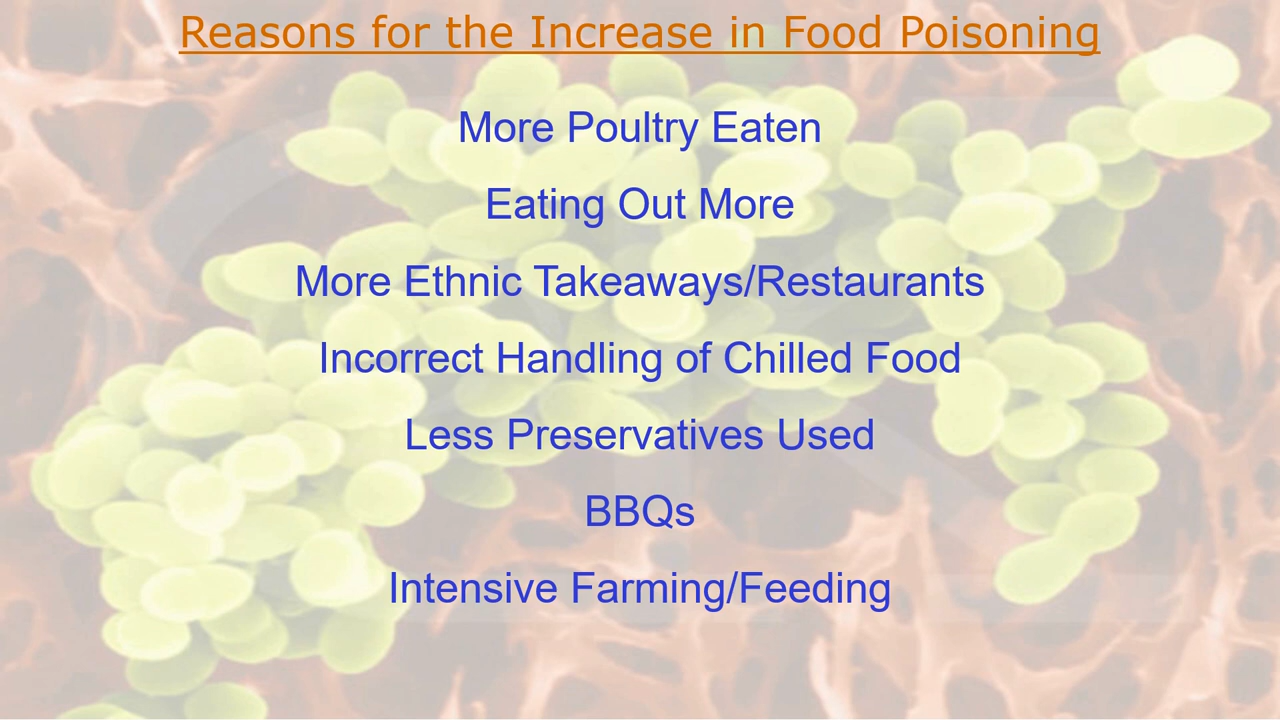 Reasons for the Increase in Food Poisoning
More Poultry Eaten
Eating Out More
More Ethnic Takeaways/Restaurants
Incorrect Handling of Chilled Food
Less Preservatives Used
BBQs
Intensive Farming/Feeding